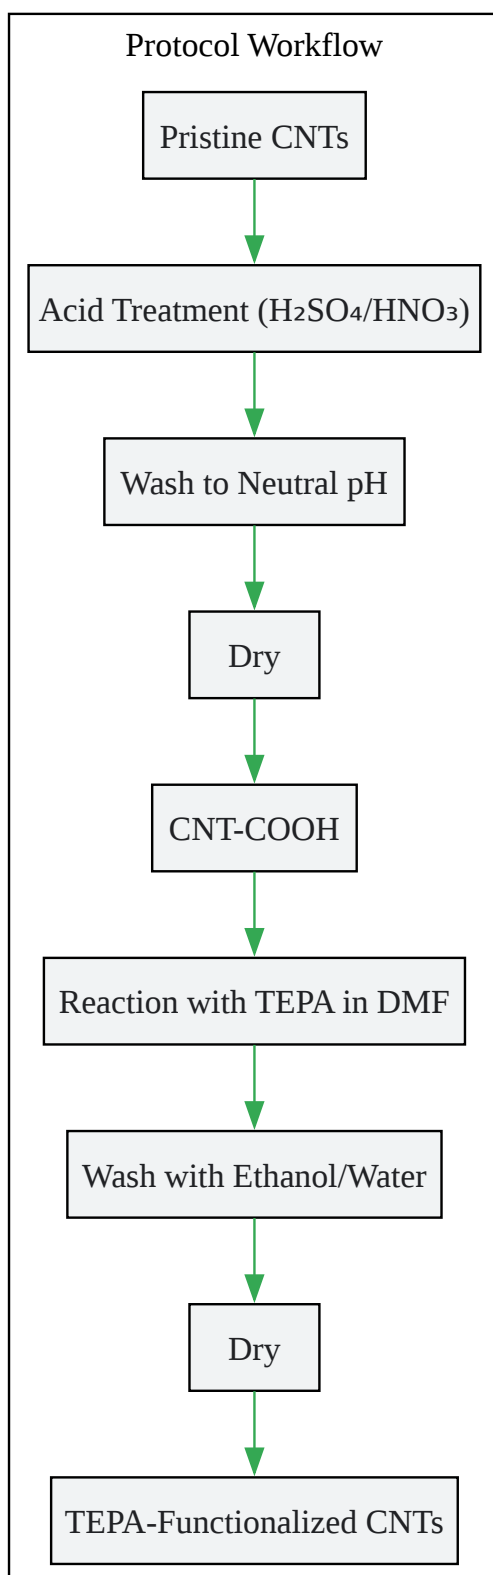 Protocol Workflow
Pristine CNTs
Acid Treatment (H₂SO₄/HNO₃)
Wash to Neutral pH
Dry
CNT-COOH
Reaction with TEPA in DMF
Wash with Ethanol/Water
Dry
TEPA-Functionalized CNTs